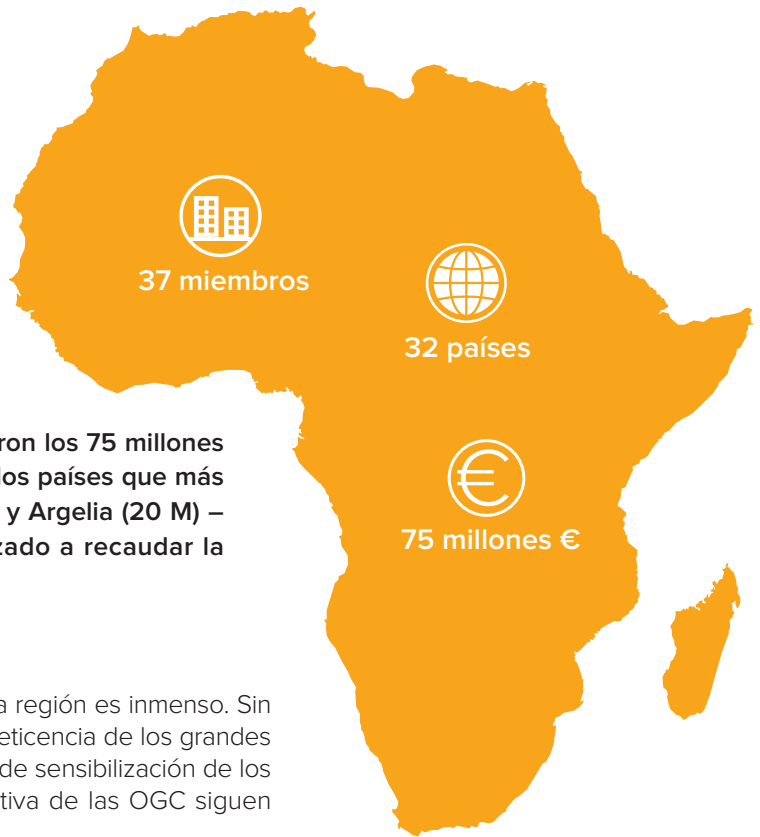 37 miembros
32 países
75 millones €
ron los 75 millones
los países que más
y Argelia (20 M) –
zado a recaudar la
a región es inmenso. Sin
eticencia de los grandes
de sensibilización de los
tiva de las OGC siguen